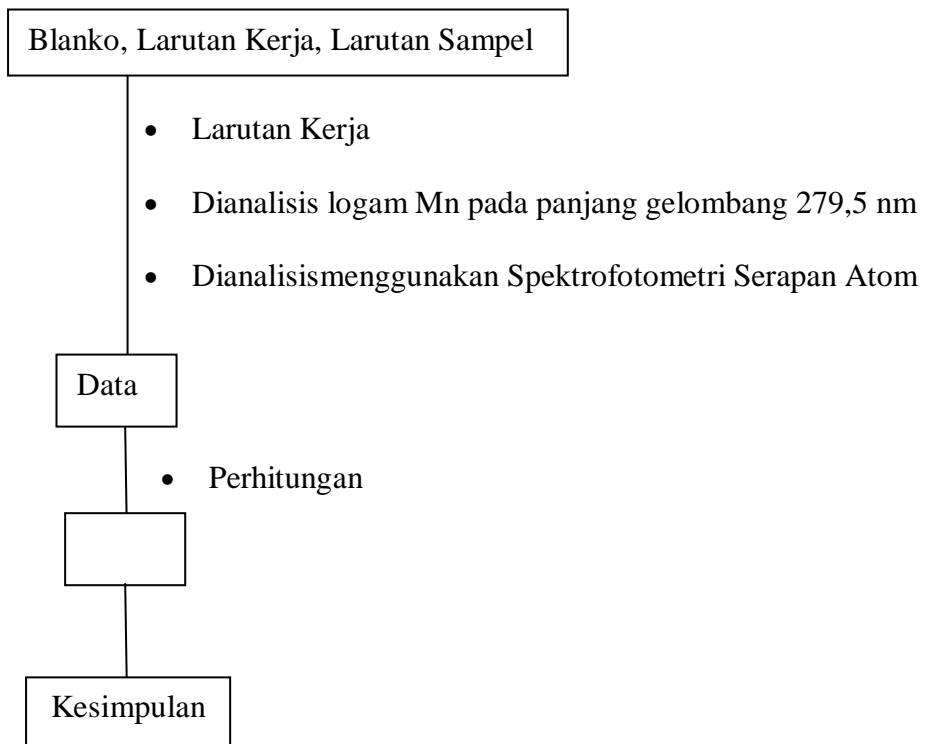 Blanko, Larutan Kerja, Larutan Sampel
• Larutan Kerja
• Dianalisis logam Mn pada panjang gelombang 279,5 nm
• Dianalisismenggunakan Spektrofotometri Serapan Atom
Data
• Perhitungan
Kesimpulan